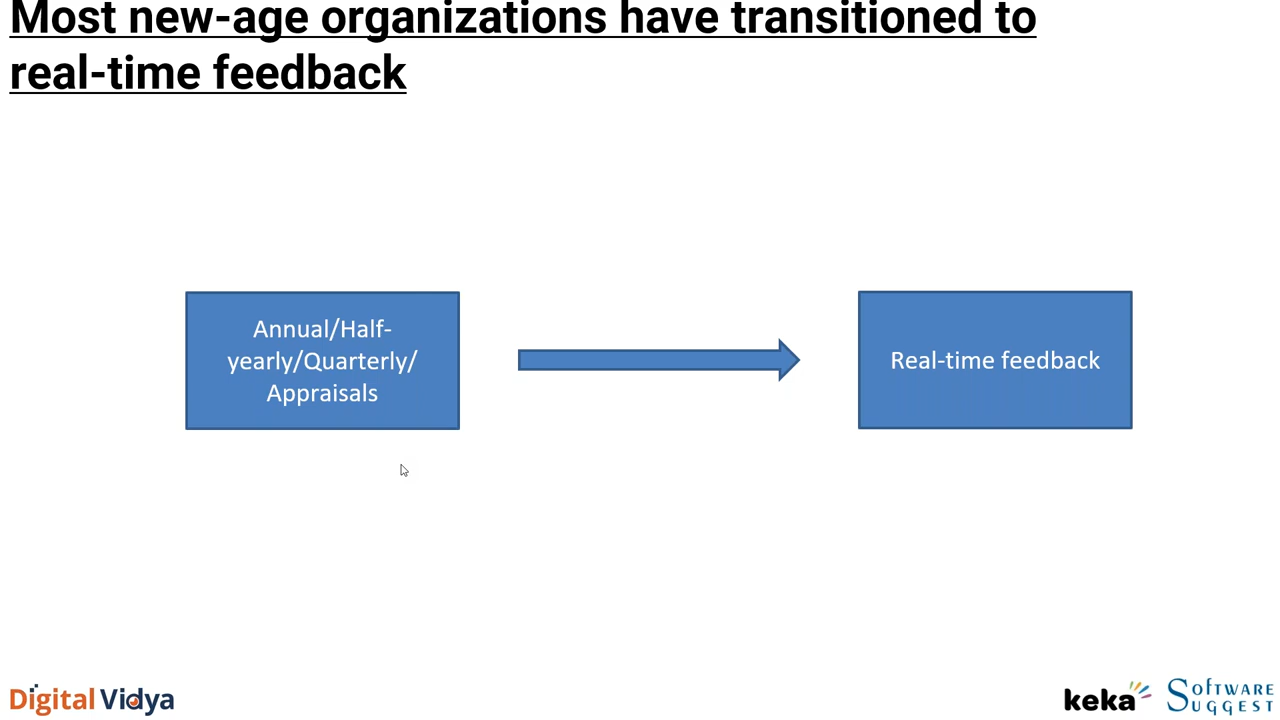 Most new-age organizations have transitioned to
real-time feedback
Annual/Half-
yearly/Quarterly/
Appraisals
Real-time feedback
Digital Vidya
keka
SOFTWARE
SUGGEST